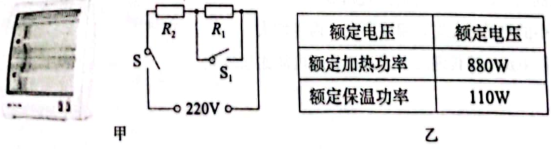 R₂ R₁
S S₁
220V
甲
额定电压 额定电压
额定加热功率 880W
额定保温功率 110W
乙